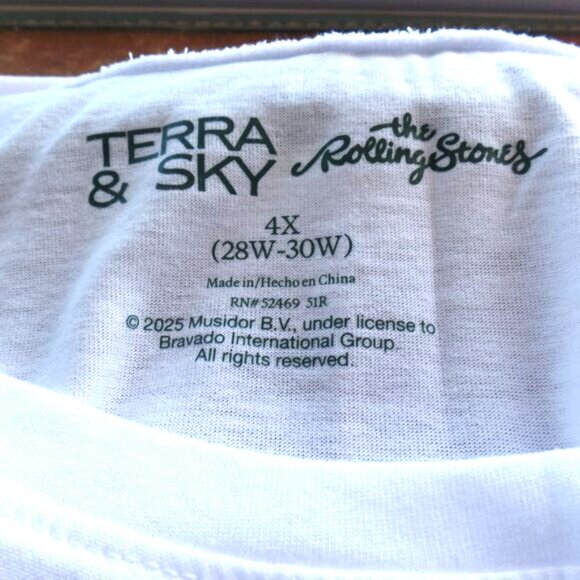 TERRA
& SKY
the
Rolling Stones
4X
(28W-30W)
Made in/Hecho en China
RN# 52469 51R
© 2025 Musidor B.V., under license to
Bravado International Group.
All rights reserved.